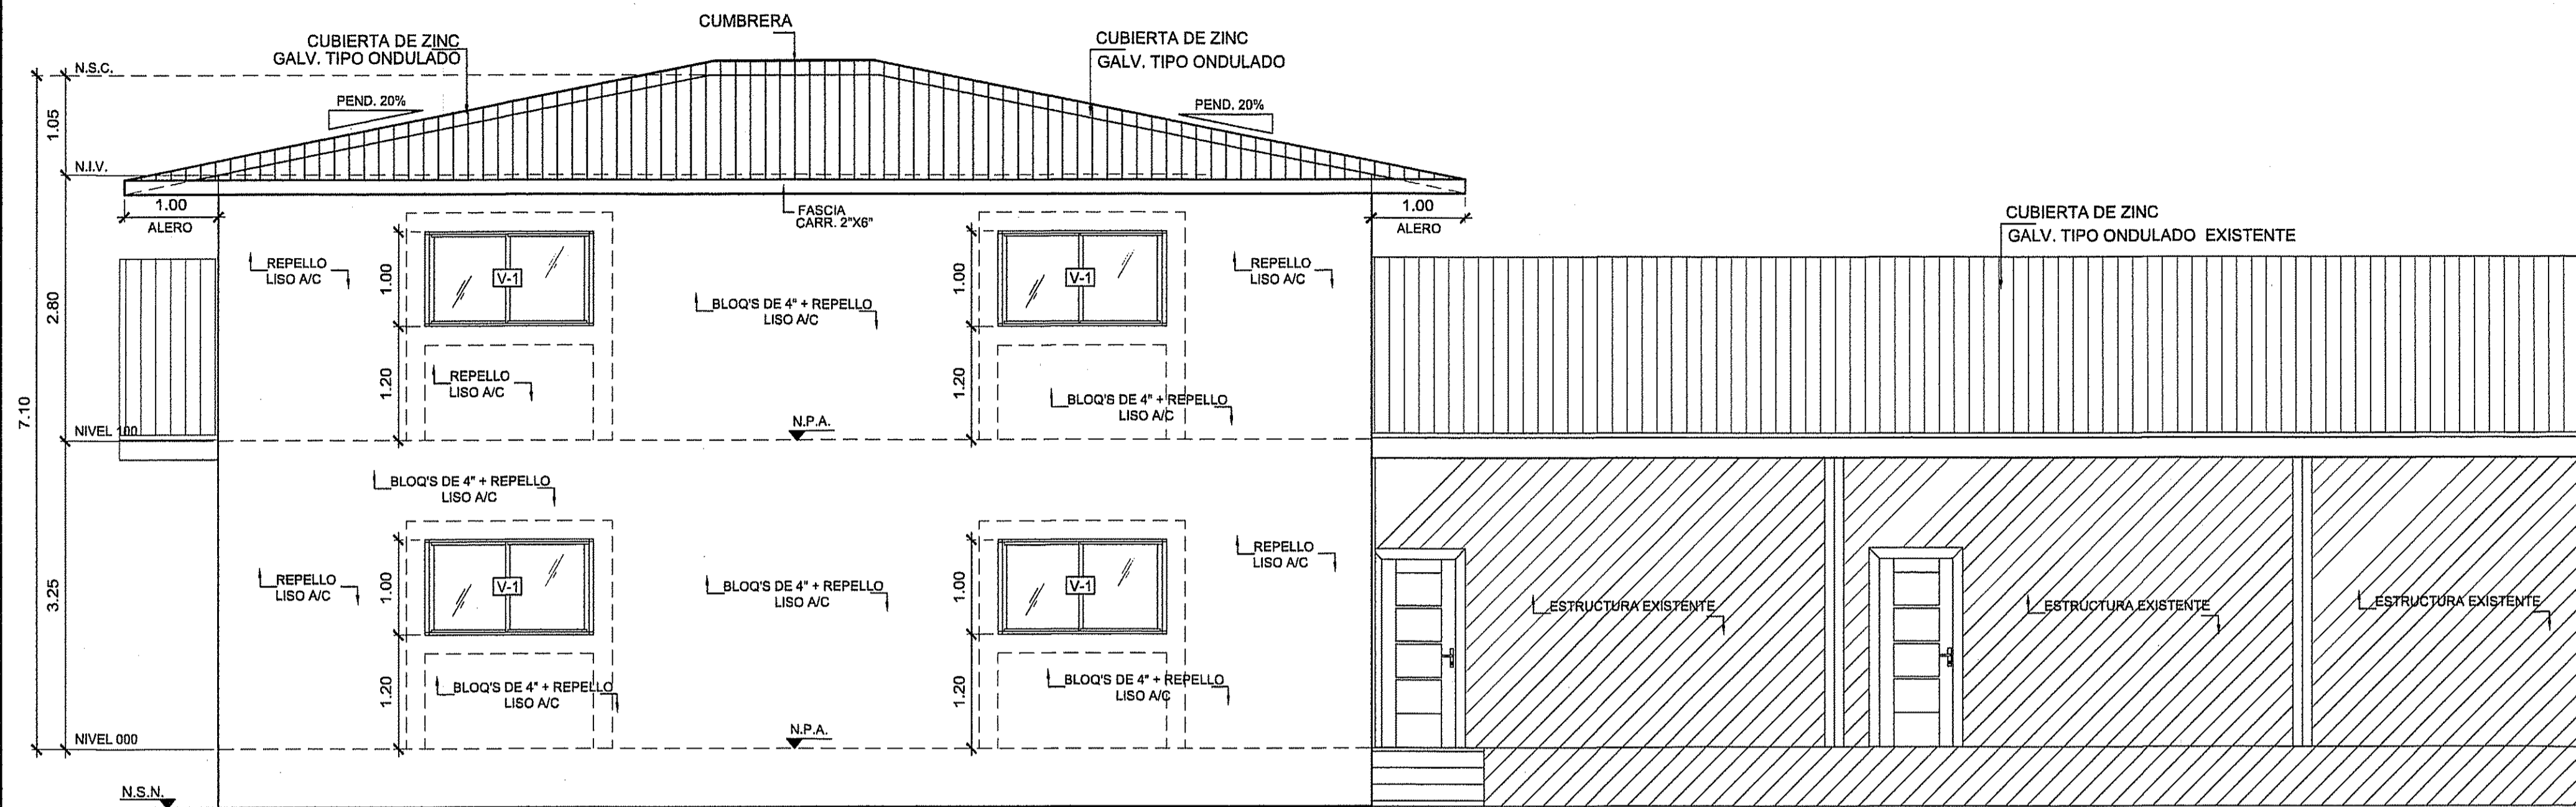 CUMBRERA
CUBIERTA DE ZINC
GALV. TIPO ONDULADO
CUBIERTA DE ZINC
GALV. TIPO ONDULADO
N.S.C.
PEND. 20%
PEND. 20%
1.05
N.I.V.
1.00
ALERO
FASCIA
CARR. 2"X6"
1.00
ALERO
CUBIERTA DE ZINC
GALV. TIPO ONDULADO EXISTENTE
REPELLO
LISO A/C
1.00
V-1
BLOQ'S DE 4" + REPELLO
LISO A/C
1.00
V-1
REPELLO
LISO A/C
2.80
7.10
REPELLO
LISO A/C
1.20
1.20
BLOQ'S DE 4" + REPELLO
LISO A/C
NIVEL 100
N.P.A.
BLOQ'S DE 4" + REPELLO
LISO A/C
REPELLO
LISO A/C
3.25
REPELLO
LISO A/C
1.00
V-1
BLOQ'S DE 4" + REPELLO
LISO A/C
1.00
V-1
ESTRUCTURA EXISTENTE
ESTRUCTURA EXISTENTE
ESTRUCTURA EXISTENTE
1.20
BLOQ'S DE 4" + REPELLO
LISO A/C
1.20
BLOQ'S DE 4" + REPELLO
LISO A/C
NIVEL 000
N.P.A.
N.S.N.